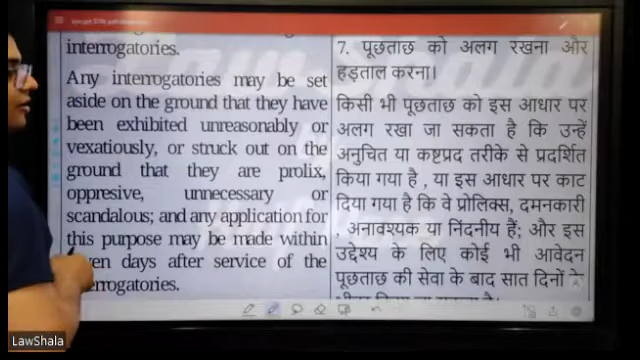 interrogatories.
Any interrogatories may be set
aside on the ground that they have
been exhibited unreasonably or
vexatiously, or struck out on the
ground that they are prolix,
oppresive, unnecessary or
scandalous; and any application for
this purpose may be made within
days after service of the
7. पूछताछ को अलग रखना और
हड़ताल करना।
किसी भी पूछताछ को इस आधार पर
अलग रखा जा सकता है कि उन्हें
अनुचित या कष्टप्रद तरीके से प्रदर्शित
किया गया है , या इस आधार पर काट
दिया गया है कि वे प्रोलिक्स, दमनकारी
, अनावश्यक या निंदनीय हैं; और इस
उद्देश्य के लिए कोई भी आवेदन
पूछताछ की सेवा के बाद सात दिनों के
LawShala